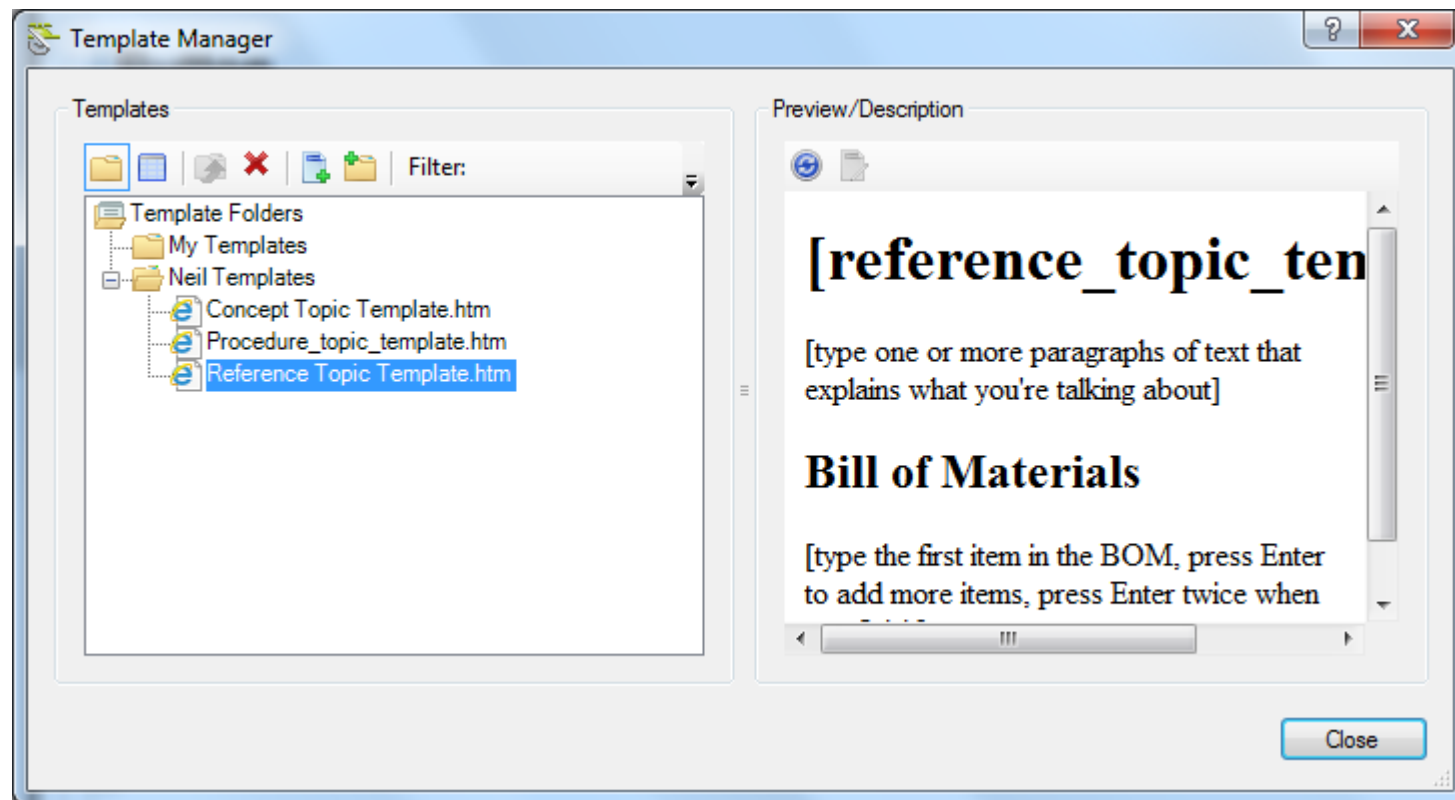 Template Manager
Templates
Filter:
Template Folders
My Templates
Neil Templates
Concept Topic Template.htm
Procedure_topic_template.htm
Reference Topic Template.htm
Preview/Description
[reference_topic_ten
[type one or more paragraphs of text that
explains what you're talking about]
Bill of Materials
[type the first item in the BOM, press Enter
to add more items, press Enter twice when
Close